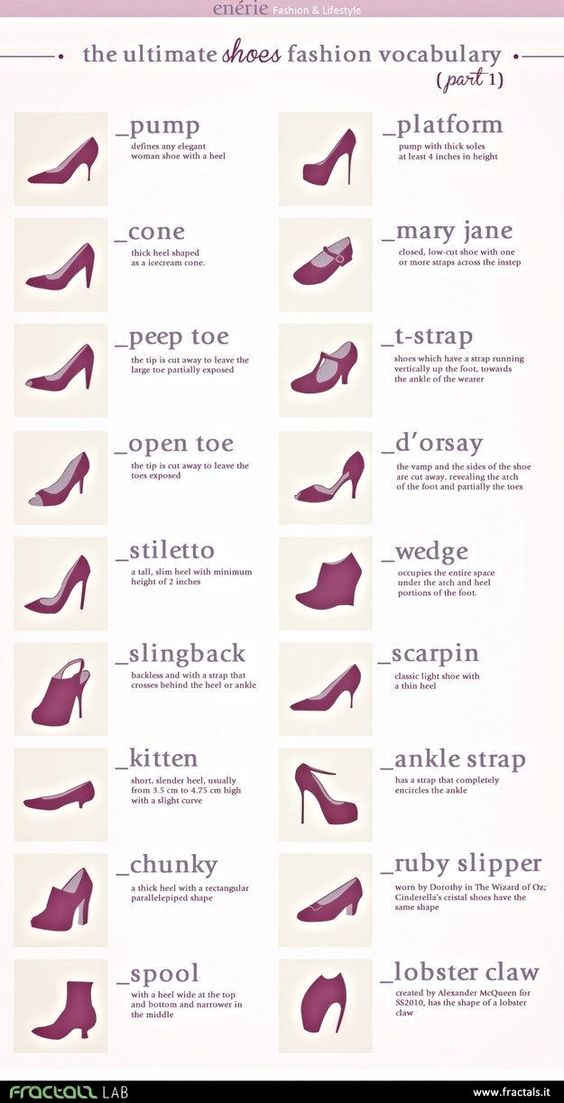 enérie Fashion & Lifestyle
the ultimate shoes fashion vocabulary
(part 1)
_pump
defines any elegant
woman shoe with a heel
_platform
pump with thick soles
at least 4 inches in height
_cone
thick heel shaped
as a icecream cone.
_mary jane
closed, low-cut shoe with one
or more straps across the instep
_peep toe
the tip is cut away to leave the
large toe partially exposed
_t-strap
shoes which have a strap running
vertically up the foot, towards
the ankle of the wearer
_open toe
the tip is cut away to leave the
toes exposed
_d'orsay
the vamp and the sides of the shoe
are cut away, revealing the arch
of the foot and partially the toes
_stiletto
a tall, slim heel with minimum
height of 2 inches
_wedge
occupies the entire space
under the arch and heel
portions of the foot.
_slingback
backless and with a strap that
crosses behind the heel or ankle
_scarpin
classic light shoe with
a thin heel
_kitten
short, slender heel, usually
from 3.5 cm to 4.75 cm high
with a slight curve
_ankle strap
has a strap that completely
encircles the ankle
_chunky
a thick heel with a rectangular
parallelepiped shape
_ruby slipper
worn by Dorothy in The Wizard of Oz;
Cinderella's cristal shoes have the
same shape
_spool
with a heel wide at the top
and bottom and narrower in
the middle
_lobster claw
created by Alexander McQueen for
SS2010, has the shape of a lobster
claw
Fractals LAB
www.fractals.it